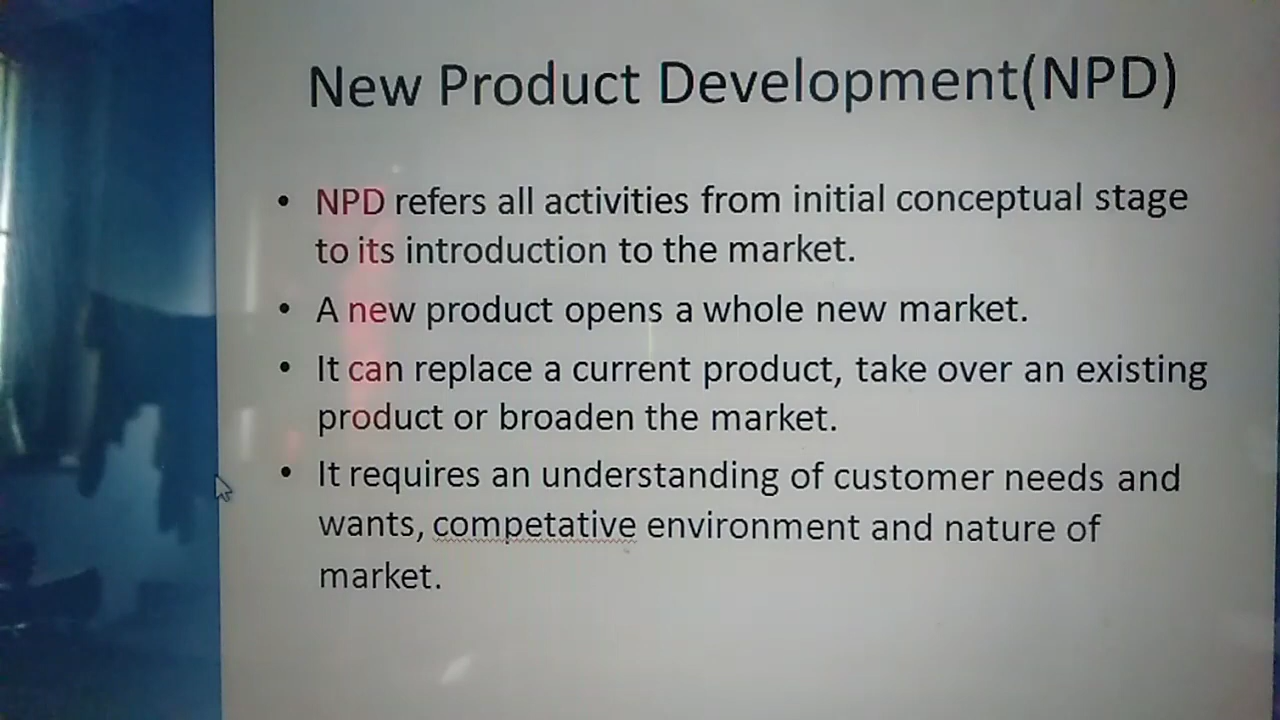 New Product Development(NPD)
• NPD refers all activities from initial conceptual stage
to its introduction to the market.
• A new product opens a whole new market.
• It can replace a current product, take over an existing
product or broaden the market.
• It requires an understanding of customer needs and
wants, competative environment and nature of
market.